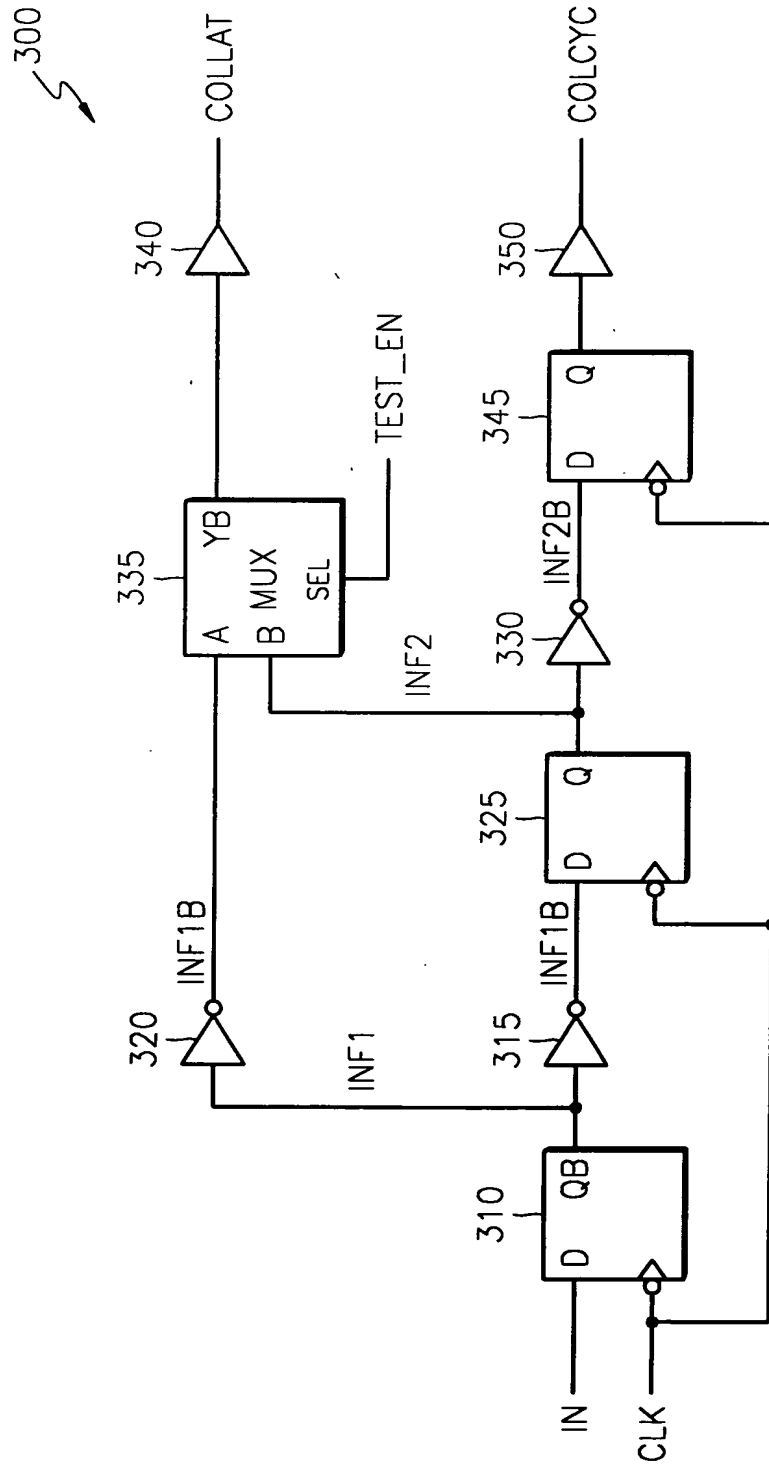 300
COLLAT
340
335
A
YB
MUX
B
SEL
TEST_EN
INF1B
320
INF1
INF2
COLCYC
350
345
D
Q
INF2B
330
325
D
Q
INF1B
315
310
D
QB
IN
CLK